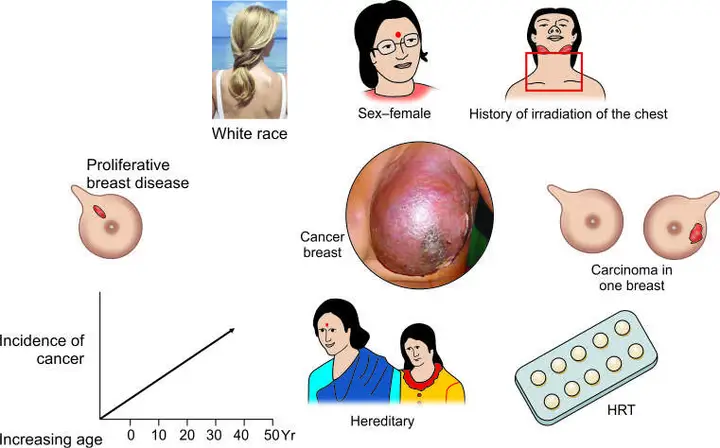 White race
Sex–female
History of irradiation of the chest
Proliferative
breast disease
Cancer
breast
Carcinoma in
one breast
Incidence of
cancer
Increasing age
0 10 20 30 40 50 Yr
Hereditary
HRT